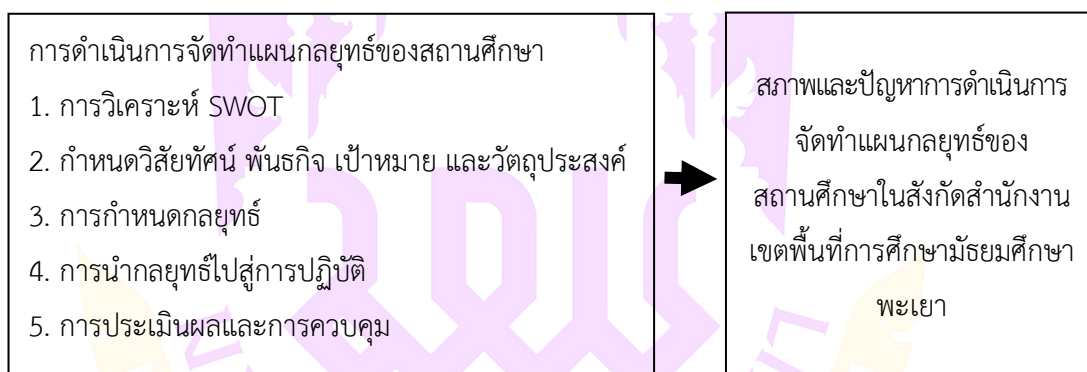 การดำเนินการจัดทำแผนกลยุทธ์ของสถานศึกษา
1. การวิเคราะห์ SWOT
2. กำหนดวิสัยทัศน์ พันธกิจ เป้าหมาย และวัตถุประสงค์
3. การกำหนดกลยุทธ์
4. การนำกลยุทธ์ไปสู่การปฏิบัติ
5. การประเมินผลและการควบคุม
สภาพและปัญหาการดำเนินการ
จัดทำแผนกลยุทธ์ของ
สถานศึกษาในสังกัดสำนักงาน
เขตพื้นที่การศึกษามัธยมศึกษา
พะเยา